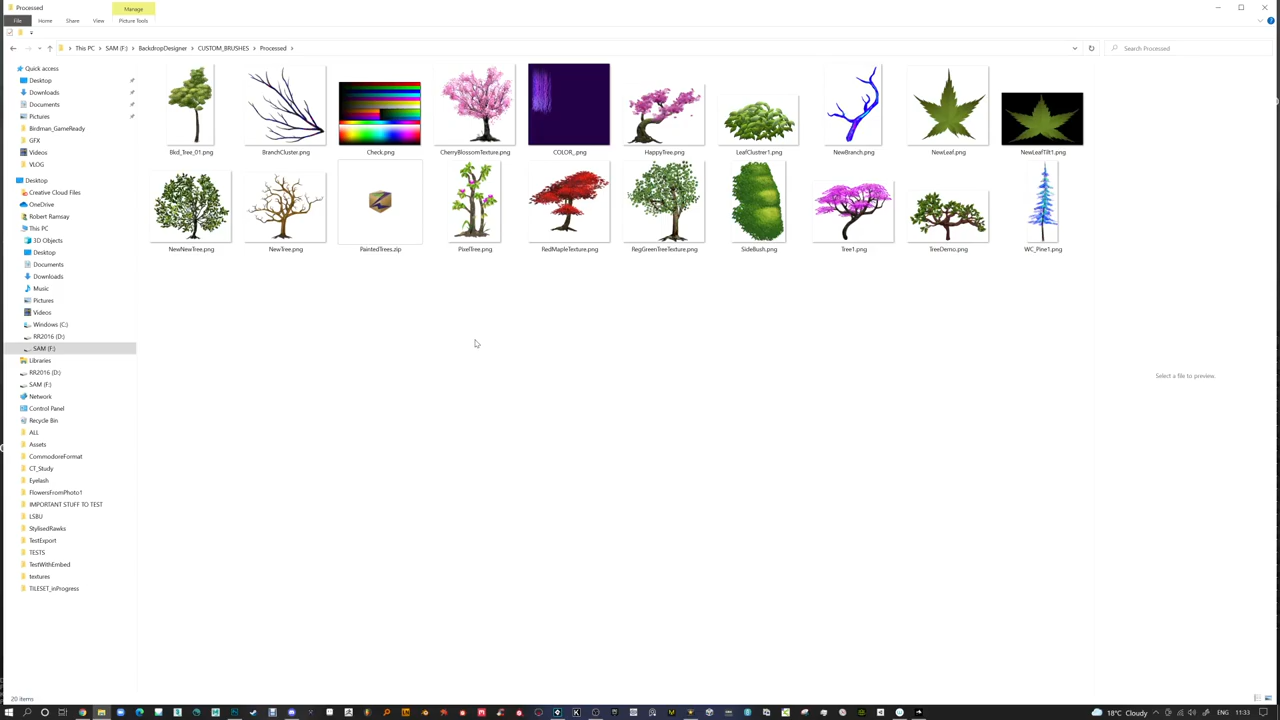 Processed
Manage
File
Home
Share
View
Picture Tools
This PC
SAM (F:)
BackdropDesigner
CUSTOM_BRUSHES
Processed
Search Processed
Quick access
Desktop
Downloads
Documents
Pictures
Birdman_GameReady
GFX
Videos
VLOG
Desktop
Creative Cloud Files
OneDrive
Robert Ramsay
This PC
3D Objects
Desktop
Documents
Downloads
Music
Pictures
Videos
Windows (C:)
RR2016 (D:)
SAM (F:)
Libraries
RR2016 (D:)
SAM (F:)
Network
Control Panel
Recycle Bin
ALL
Assets
CommodoreFormat
CT_Study
Eyelash
FlowersFromPhoto1
IMPORTANT STUFF TO TEST
LSBU
StylisedRawks
TestExport
TESTS
TestWithEmbed
textures
TILESET_inProgress
Bkd_Tree_01.png
BranchCluster.png
Check.png
CherryBlossomTexture.png
COLOR_.png
HappyTree.png
LeafClustrer1.png
NewBranch.png
NewLeaf.png
NewLeafTilt1.png
NewNewTree.png
NewTree.png
PaintedTrees.zip
PixelTree.png
RedMapleTexture.png
RegGreenTreeTexture.png
SideBush.png
Tree1.png
TreeDemo.png
WC_Pine1.png
Select a file to preview.
20 items
18°C Cloudy
ENG
11:33